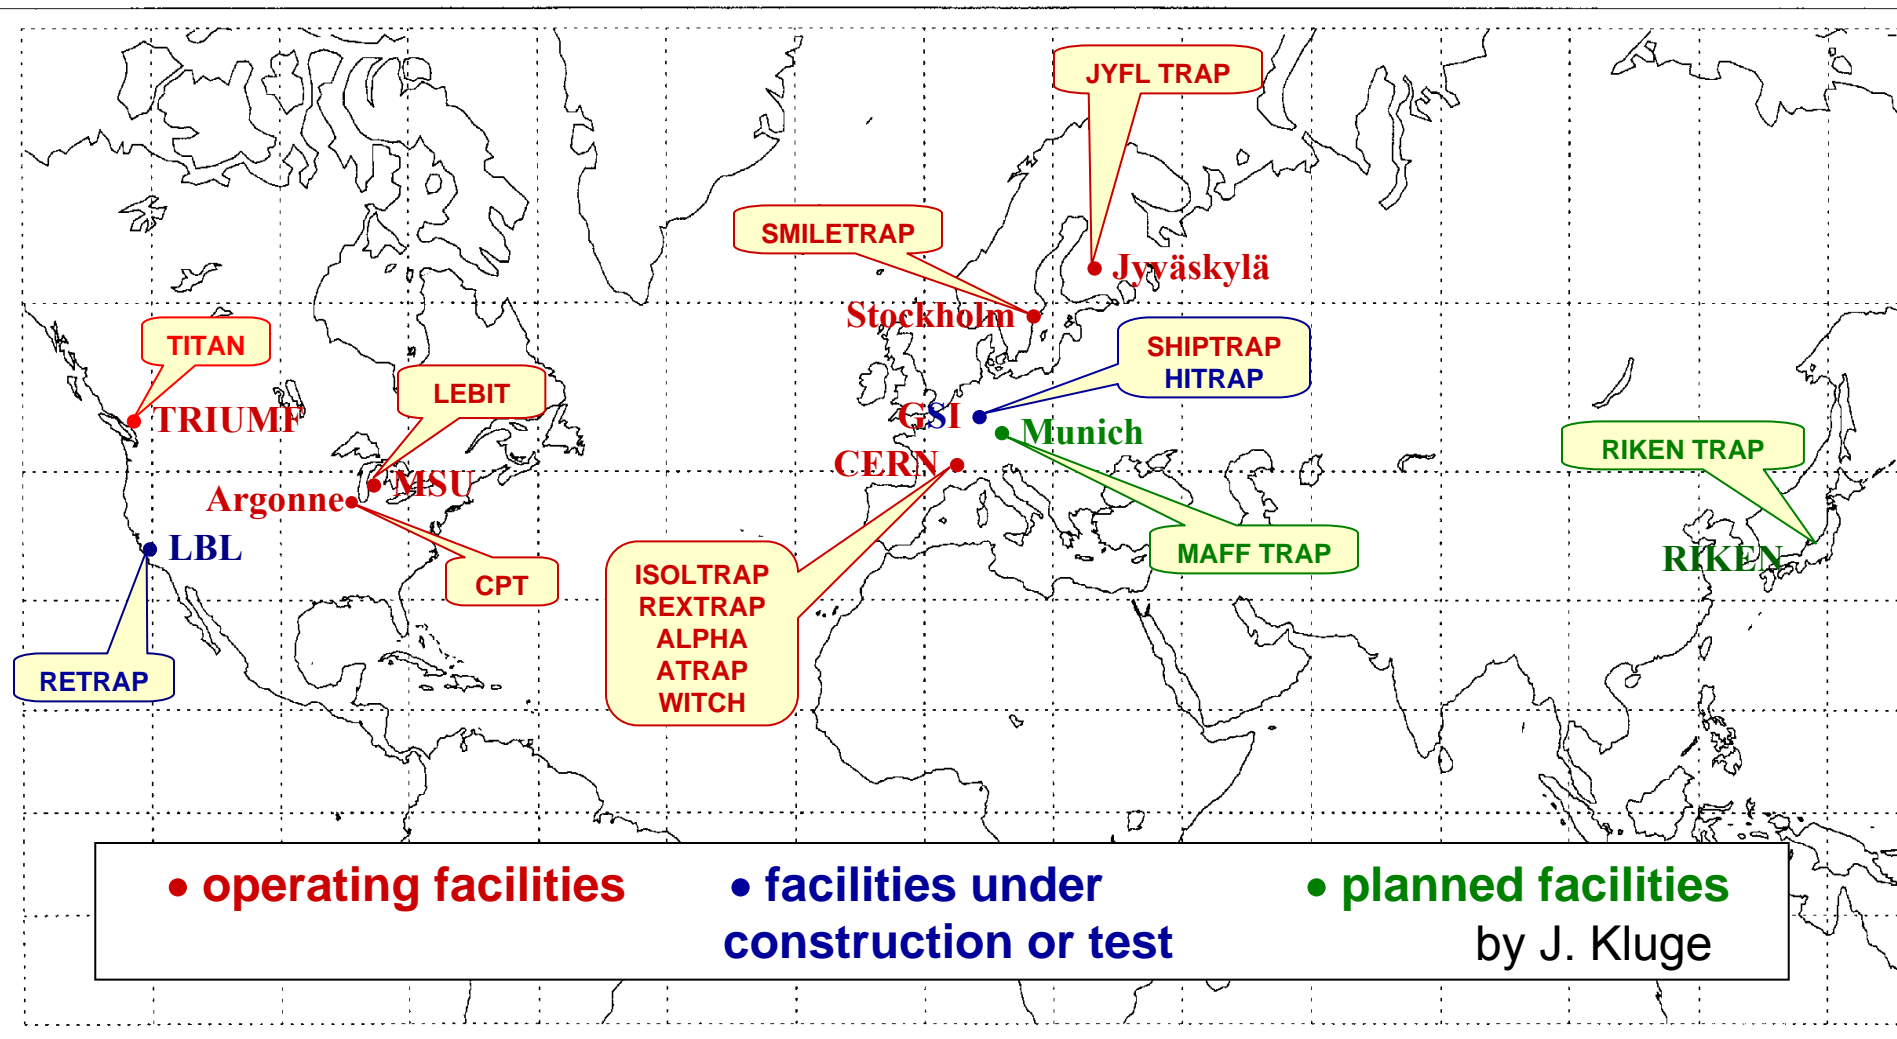 JYFL TRAP
SMILETRAP
Jyväskylä
Stockholm
TITAN
SHIPTRAP
HITRAP
LEBIT
TRIUMF
GSI
Munich
RIKEN TRAP
CERN
MSU
Argonne
LBL
MAFF TRAP
RIKEN
CPT
ISOLTRAP
REXTRAP
ALPHA
ATRAP
WITCH
RETRAP
• operating facilities
• facilities under
construction or test
• planned facilities
by J. Kluge